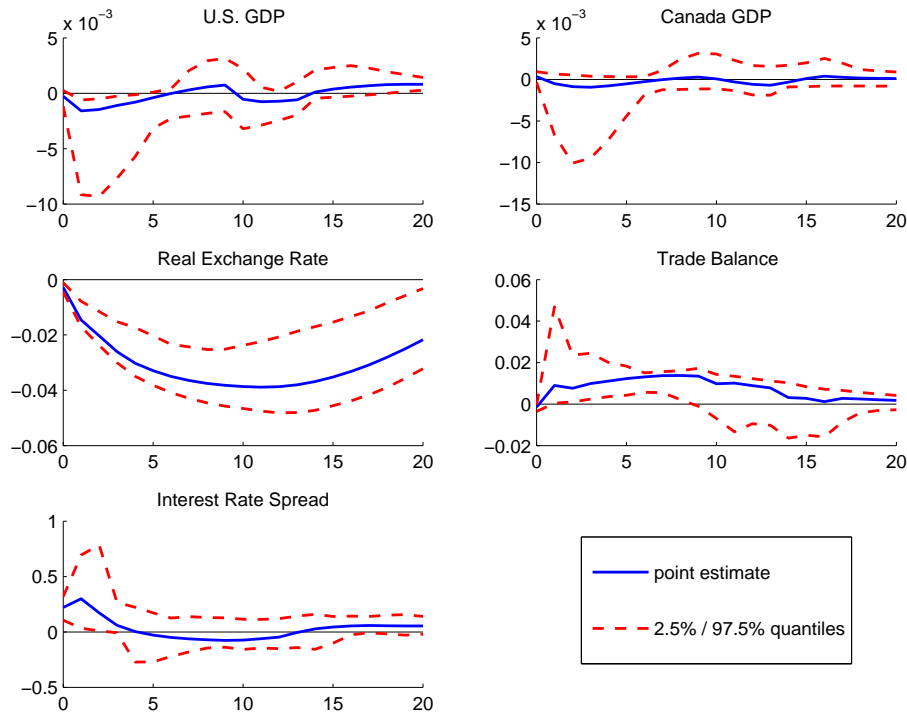 U.S. GDP
x 10⁻³
5
0
−5
−10
0 5 10 15 20
Canada GDP
x 10⁻³
5
0
−5
−10
−15
0 5 10 15 20
Real Exchange Rate
0
−0.02
−0.04
−0.06
0 5 10 15 20
Trade Balance
0.06
0.04
0.02
0
−0.02
0 5 10 15 20
Interest Rate Spread
1
0.5
0
−0.5
0 5 10 15 20
point estimate
2.5% / 97.5% quantiles